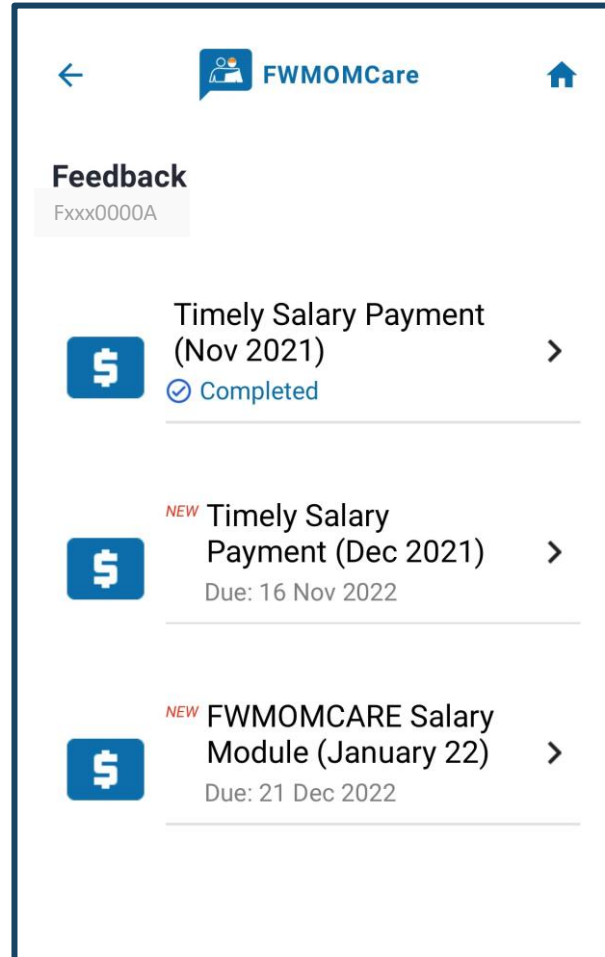 FWMOMCare
Feedback
Fxxx0000A
Timely Salary Payment
(Nov 2021)
Completed
NEW Timely Salary
Payment (Dec 2021)
Due: 16 Nov 2022
NEW FWMOMCARE Salary
Module (January 22)
Due: 21 Dec 2022